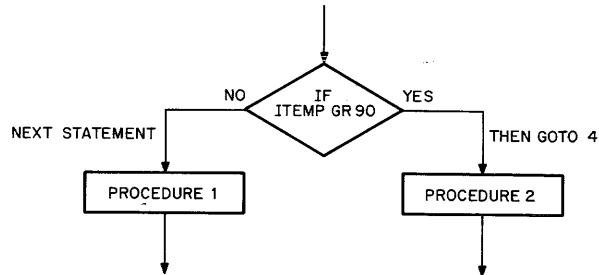 IF
ITEMP GR 90
NO
YES
NEXT STATEMENT
THEN GOTO 4
PROCEDURE 1
PROCEDURE 2